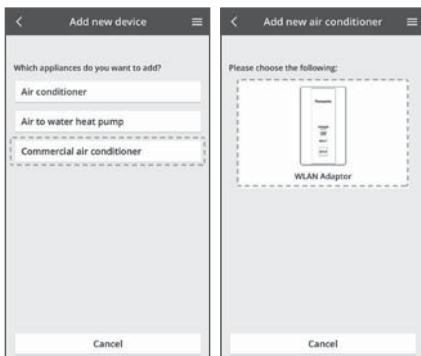 Add new device
Which appliances do you want to add?
Air conditioner
Air to water heat pump
Commercial air conditioner
Cancel
Add new air conditioner
Please choose the following:
Panasonic
WLAN Adaptor
Cancel